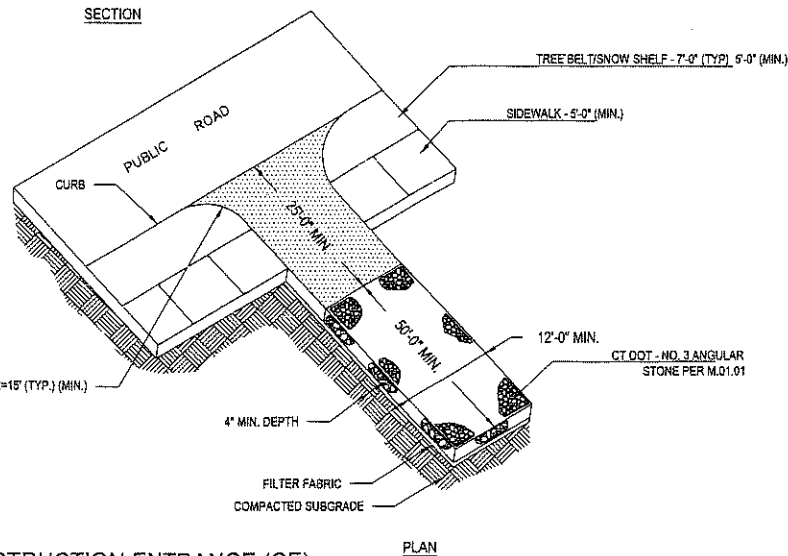 SECTION
TREE BELT/SNOW SHELF - 7'-0" (TYP) 5'-0" (MIN.)
SIDEWALK - 5'-0" (MIN.)
PUBLIC ROAD
CURB
25'-0" MIN
50'-0" MIN.
12'-0" MIN.
CT DOT - NO. 3 ANGULAR
STONE PER M.01.01
=15' (TYP.) (MIN.)
4" MIN. DEPTH
FILTER FABRIC
COMPACTED SUBGRADE
PLAN